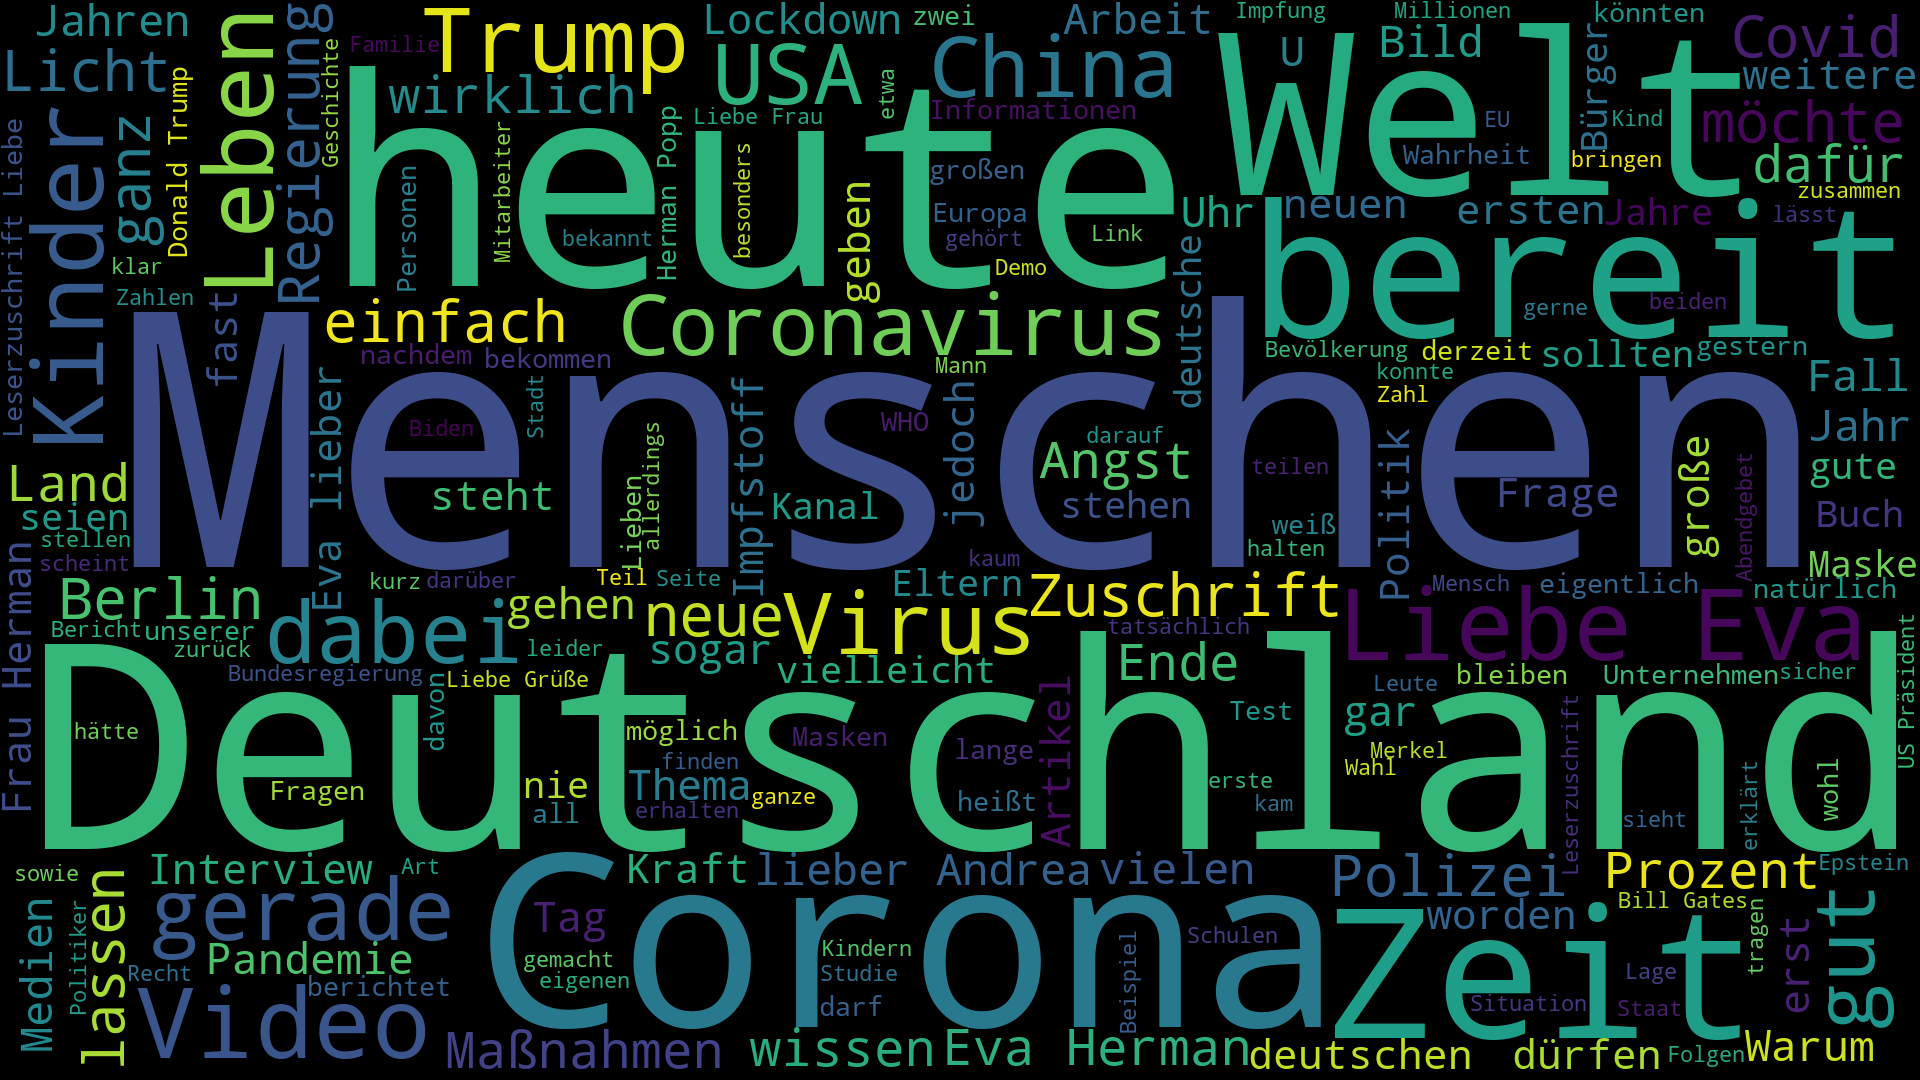 Jahren
Trump
Lockdown
zwei
Arbeit
Impfung
Millionen
könnten
Covid
Licht
Familie
USA
China
U
Bild
Bürger
weitere
Leben
Regierung
Geschichte
wirklich
heute
etwa
Welt
Donald Trump
Liebe Frau
Informationen
EU
Kind
möchte
Kinder
ganz
Mitarbeiter
Herman Popp
besonders
großen
Wahrheit
bringen
dafür
Leserzuschrift Liebe
Personen
geben
Europa
Uhr
neuen
ersten
Jahre
zusammen
lässt
bekannt
gehört
Link
deutsche
bereit
klar
Demo
Zahlen
fast
einfach
Coronavirus
gerne
beiden
nachdem
bekommen
Mann
Bevölkerung
derzeit
sollten
gestern
Menschen
Eva lieber
Stadt
Impfstoff
jedoch
konnte
Zahl
Fall
Biden
WHO
darauf
Politik
Jahr
Land
steht
Lieben
allerdings
Angst
teilen
große
Abendgebet
gute
seien
Kanal
stehen
Frage
Buch
stellen
weiß
scheint
kaum
halten
Maske
Frau Herman
kurz
darüber
Teil
Seite
Eltern
Zuschrift
Mensch
eigentlich
natürlich
Berlin
dabei
gehen
neue
Virus
Liebe Eva
Bericht
unserer
tatsächlich
zurück
leider
sogar
vielleicht
Ende
US Präsident
Bundesregierung
davon
Liebe Grüße
Artikel
Leute
bleiben
Unternehmen
sicher
Deutschland
hätte
möglich
Masken
lange
Test
gar
Leserzuschrift
finden
Merkel
Wahl
Fragen
nie
Thema
ganze
heißt
erste
erklärt
wohl
all
erhalten
kam
sieht
sowie
Interview
Art
Kraft
lieber
Andrea
vielen
Polizei
Prozent
Epstein
lassen
gerade
Corona
Bill Gates
Medien
Politiker
Tag
Zeit
worden
tragen
erst
gut
Pandemie
gemacht
Kindern
Beispiel
Schulen
Recht
berichtet
eigenen
Studie
Lage
Video
darf
Situation
Staat
Maßnahmen
wissen
Eva Herman
deutschen
dürfen
Folgen
Warum